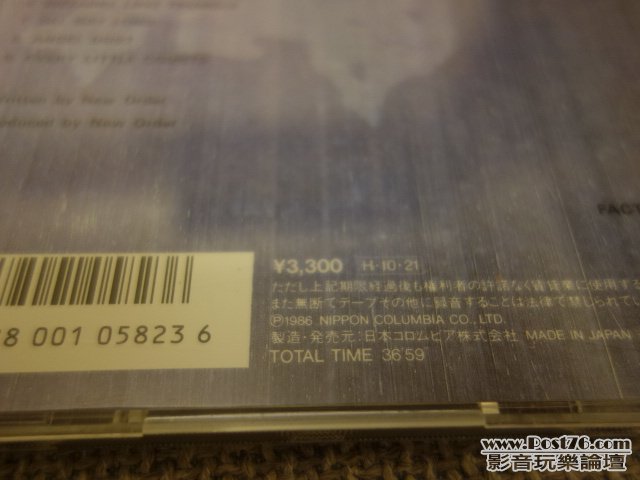 written by New Order
produced by New Order
FACT
¥3,300 H·10·21
ただし上記期限経過後も権利者の許諾なく賃貸業に使用する
また無断でテープその他に録音することは法律で禁じられてい
Ⓟ1986 NIPPON COLUMBIA CO., LTD.
製造・発売元:日本コロムビア株式会社 MADE IN JAPAN
TOTAL TIME 36'59
8 001 05823 6
www.Post76.com
影音玩樂論壇